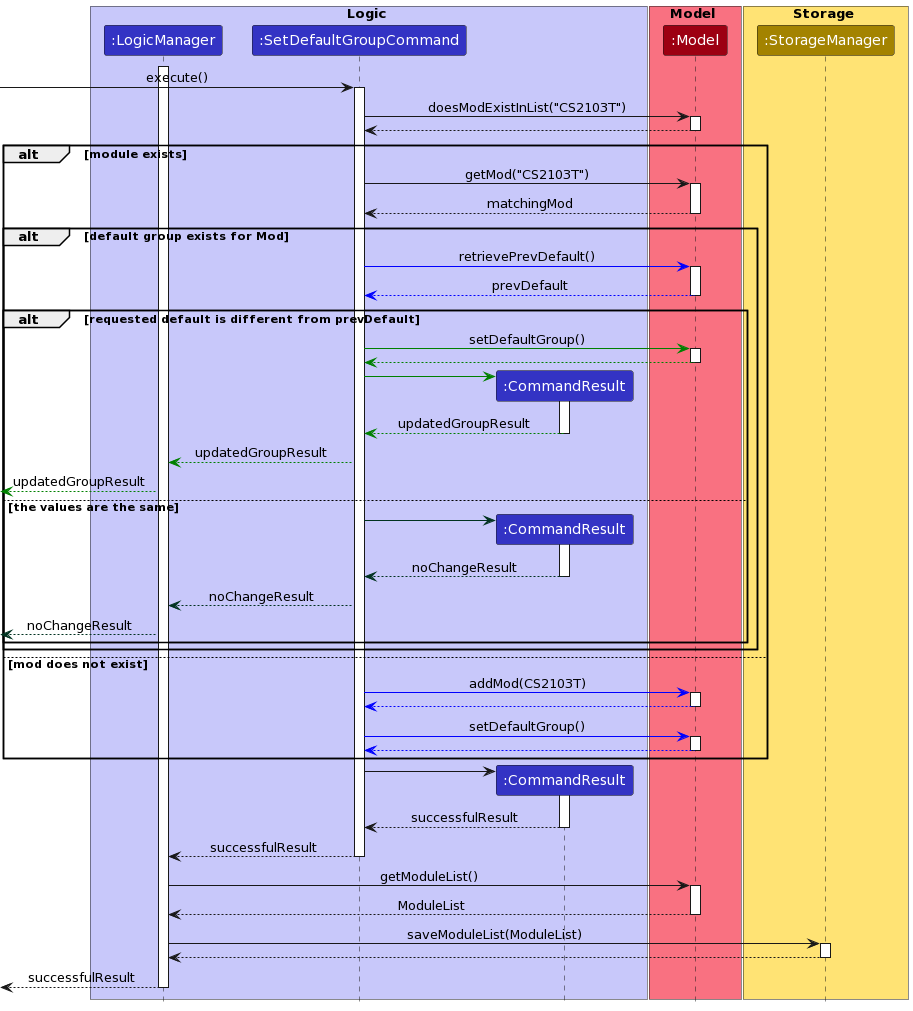 Logic
Model
Storage
:LogicManager
:SetDefaultGroupCommand
:Model
:StorageManager
execute()
doesModExistInList("CS2103T")
alt
[module exists]
getMod("CS2103T")
matchingMod
alt
[default group exists for Mod]
retrievePrevDefault()
prevDefault
alt
[requested default is different from prevDefault]
setDefaultGroup()
:CommandResult
updatedGroupResult
updatedGroupResult
updatedGroupResult
[the values are the same]
:CommandResult
noChangeResult
noChangeResult
noChangeResult
[mod does not exist]
addMod(CS2103T)
setDefaultGroup()
:CommandResult
successfulResult
successfulResult
getModuleList()
ModuleList
saveModuleList(ModuleList)
successfulResult